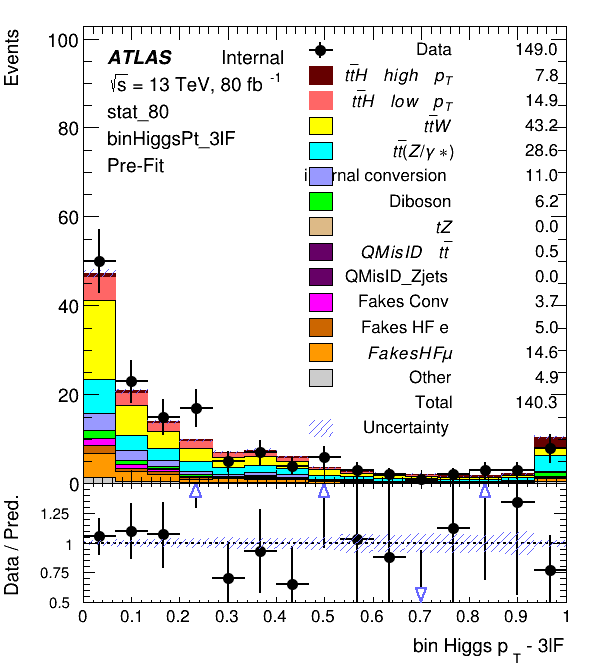 Events
100
80
60
40
20
0
ATLAS Internal
√s = 13 TeV, 80 fb -1
stat_80
binHiggsPt_3lF
Pre-Fit
Data 149.0
tt̄H high pT 7.8
tt̄H low pT 14.9
tt̄W 43.2
tt̄(Z/γ*) 28.6
internal conversion 11.0
Diboson 6.2
tZ 0.0
QMisID tt̄ 0.5
QMisID_Zjets 0.0
Fakes Conv 3.7
Fakes HF e 5.0
FakesHFμ 14.6
Other 4.9
Total 140.3
Uncertainty
Data / Pred.
1.25
1
0.75
0.5
0 0.1 0.2 0.3 0.4 0.5 0.6 0.7 0.8 0.9 1
bin Higgs p T - 3lF